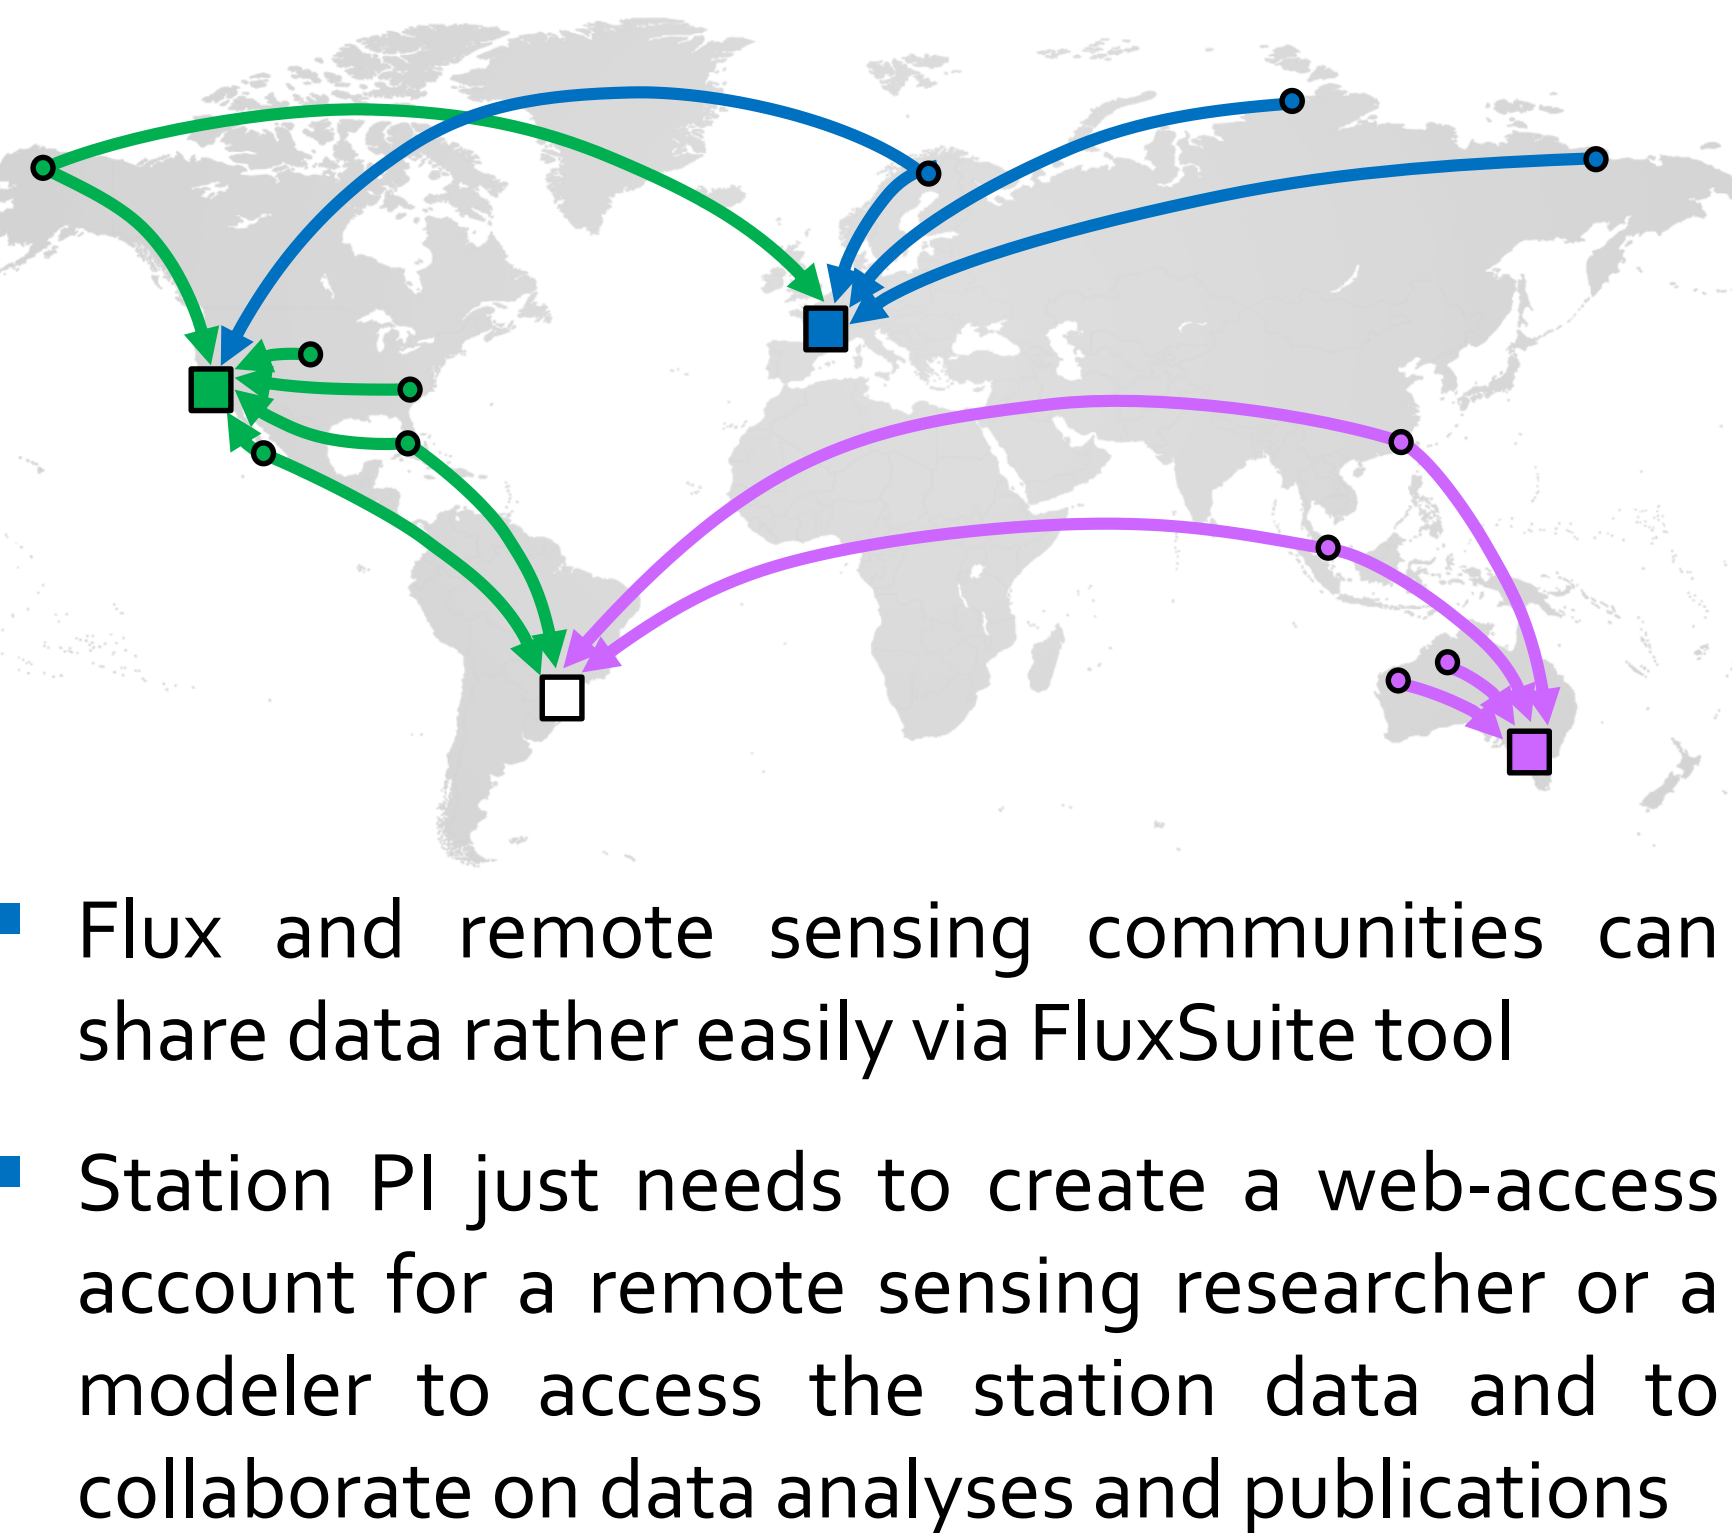 Flux and remote sensing communities can
share data rather easily via FluxSuite tool
Station PI just needs to create a web-access
account for a remote sensing researcher or a
modeler to access the station data and to
collaborate on data analyses and publications